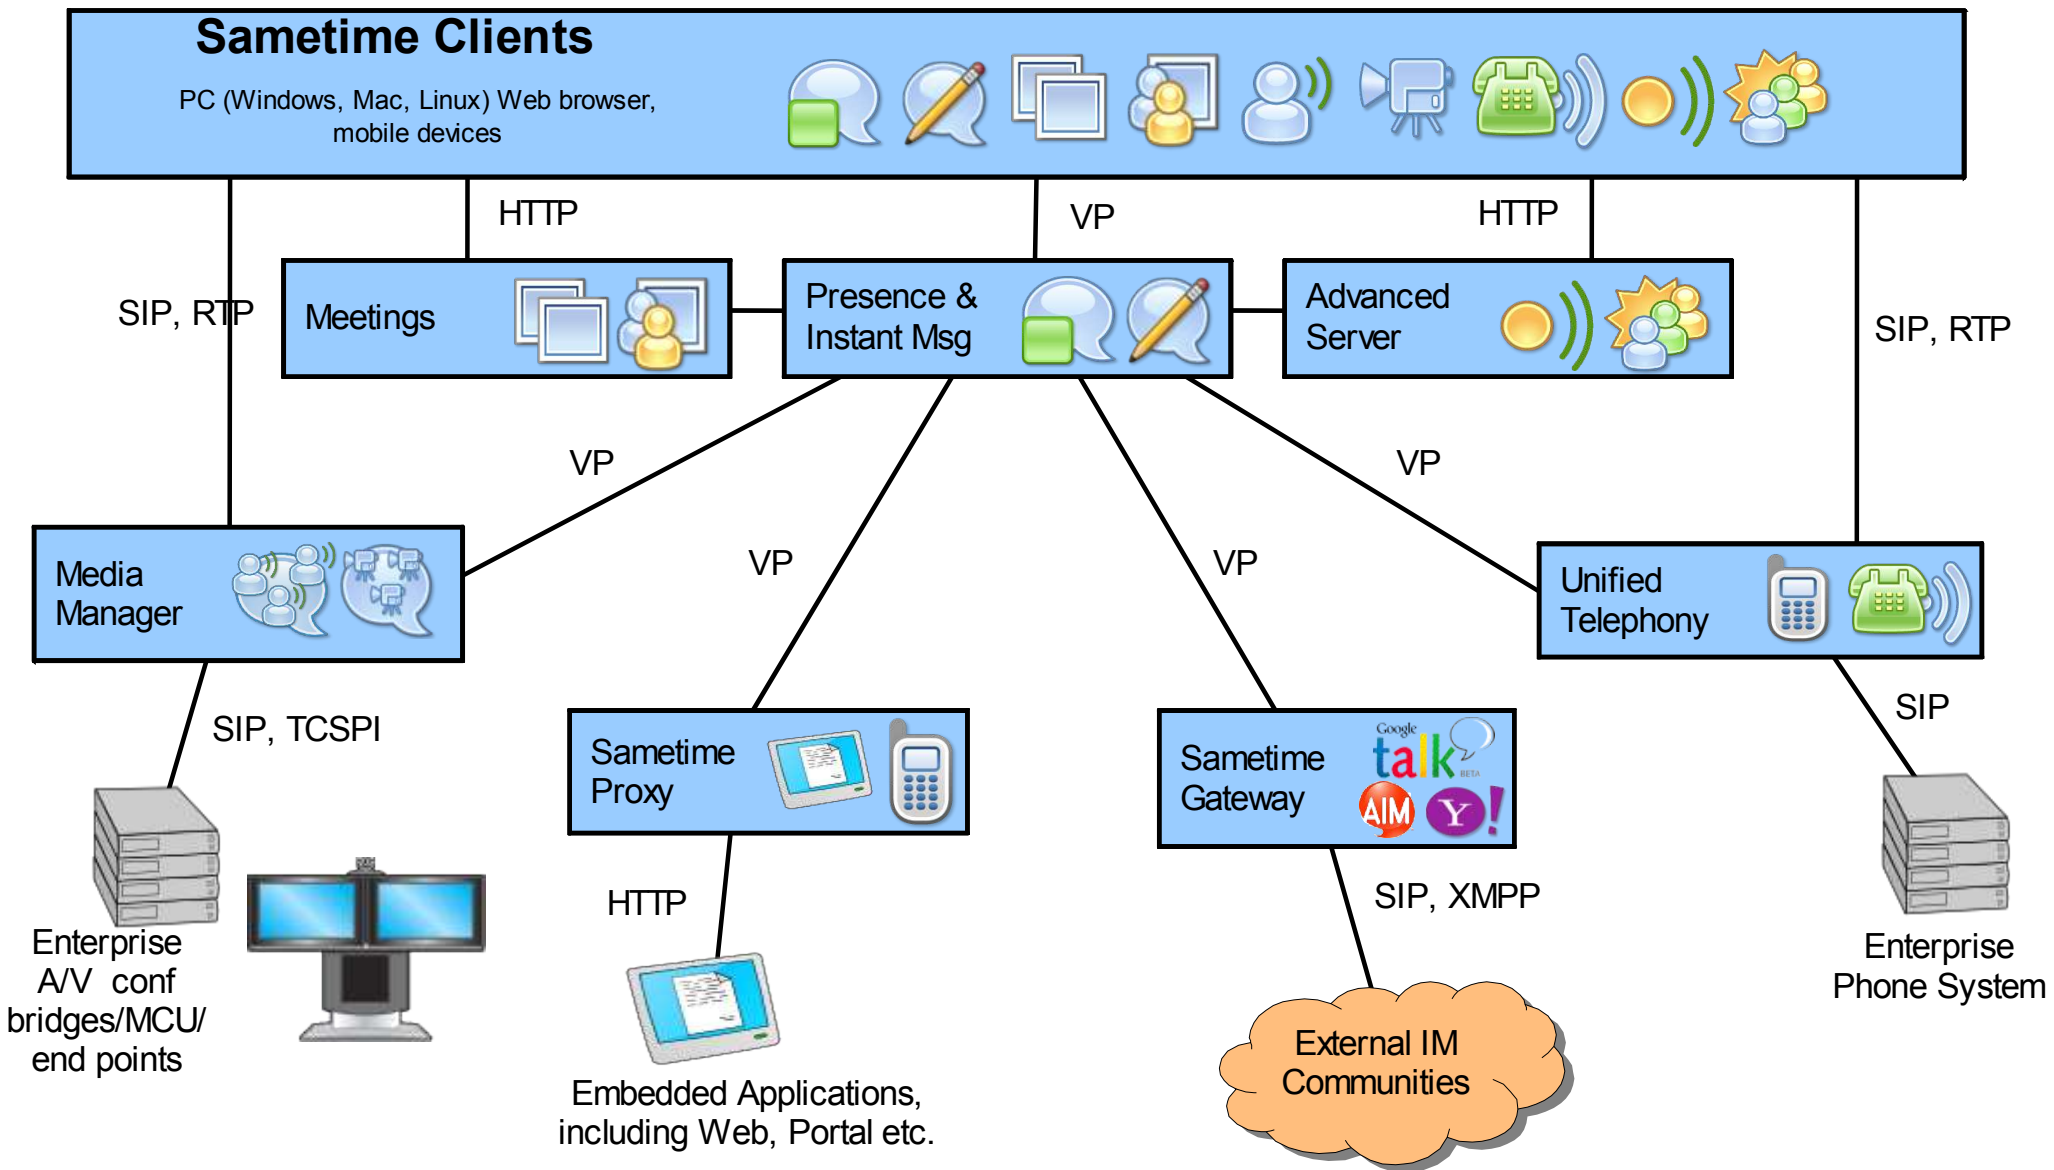 Sametime Clients
PC (Windows, Mac, Linux) Web browser,
mobile devices
HTTP
VP
HTTP
SIP, RTP
Meetings
Presence &
Instant Msg
Advanced
Server
SIP, RTP
VP
VP
VP
VP
Media
Manager
Unified
Telephony
SIP, TCSPI
Sametime
Proxy
Sametime
Gateway
Google
talk
BETA
AIM
Y!
SIP
HTTP
SIP, XMPP
Enterprise
A/V conf
bridges/MCU/
end points
Enterprise
Phone System
External IM
Communities
Embedded Applications,
including Web, Portal etc.